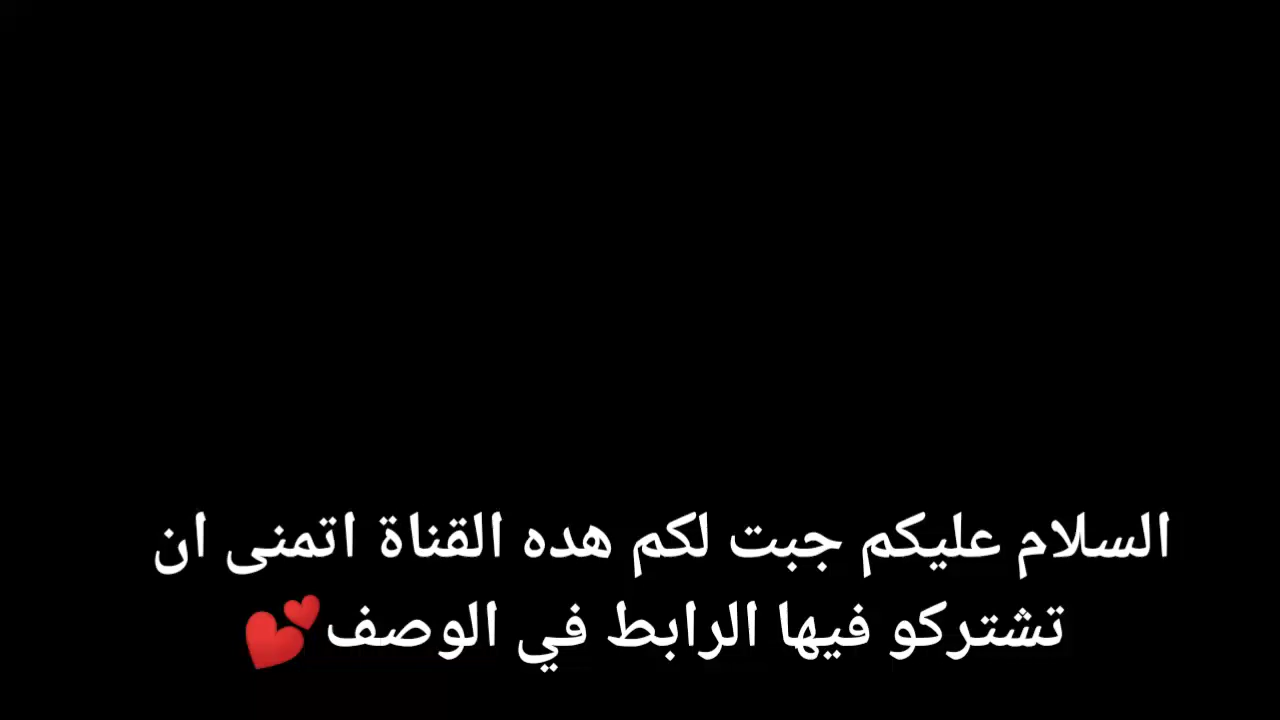 السلام عليكم جبت لكم هده القناة اتمنى ان
تشتركو فيها الرابط في الوصف💕